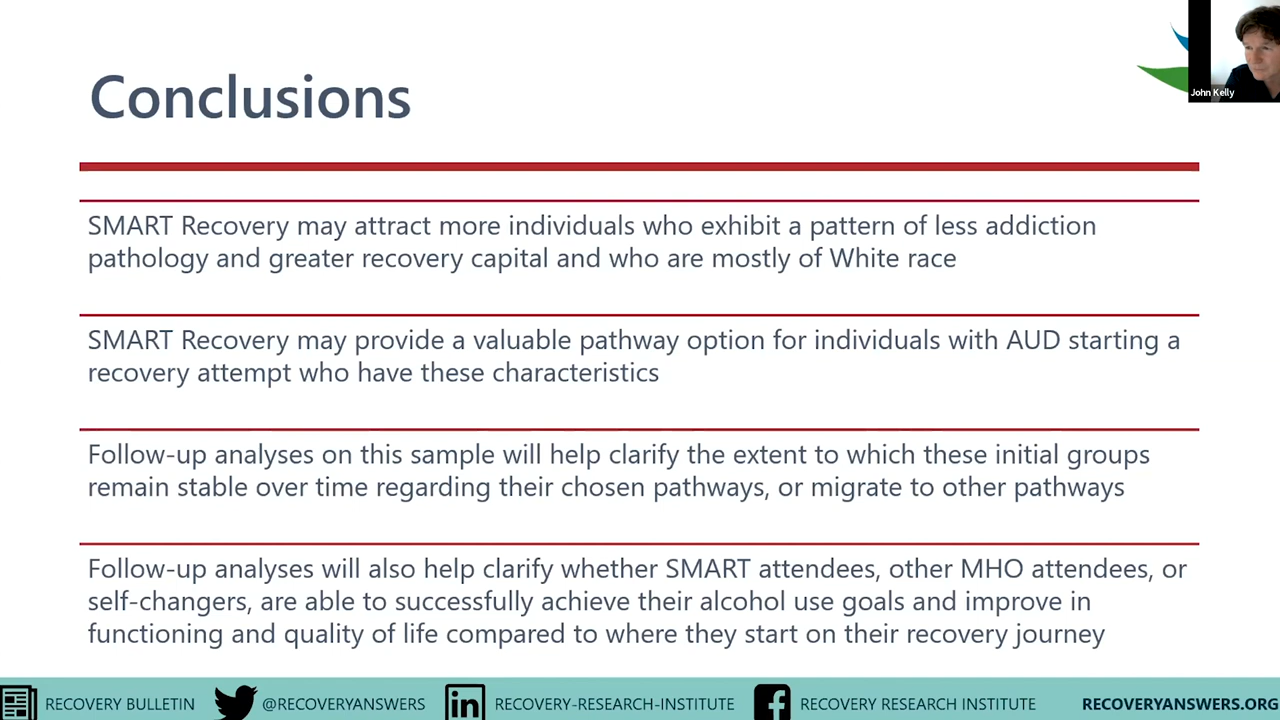 Conclusions
John Kelly
SMART Recovery may attract more individuals who exhibit a pattern of less addiction
pathology and greater recovery capital and who are mostly of White race
SMART Recovery may provide a valuable pathway option for individuals with AUD starting a
recovery attempt who have these characteristics
Follow-up analyses on this sample will help clarify the extent to which these initial groups
remain stable over time regarding their chosen pathways, or migrate to other pathways
Follow-up analyses will also help clarify whether SMART attendees, other MHO attendees, or
self-changers, are able to successfully achieve their alcohol use goals and improve in
functioning and quality of life compared to where they start on their recovery journey
RECOVERY BULLETIN @RECOVERYANSWERS in RECOVERY-RESEARCH-INSTITUTE f RECOVERY RESEARCH INSTITUTE RECOVERYANSWERS.ORG